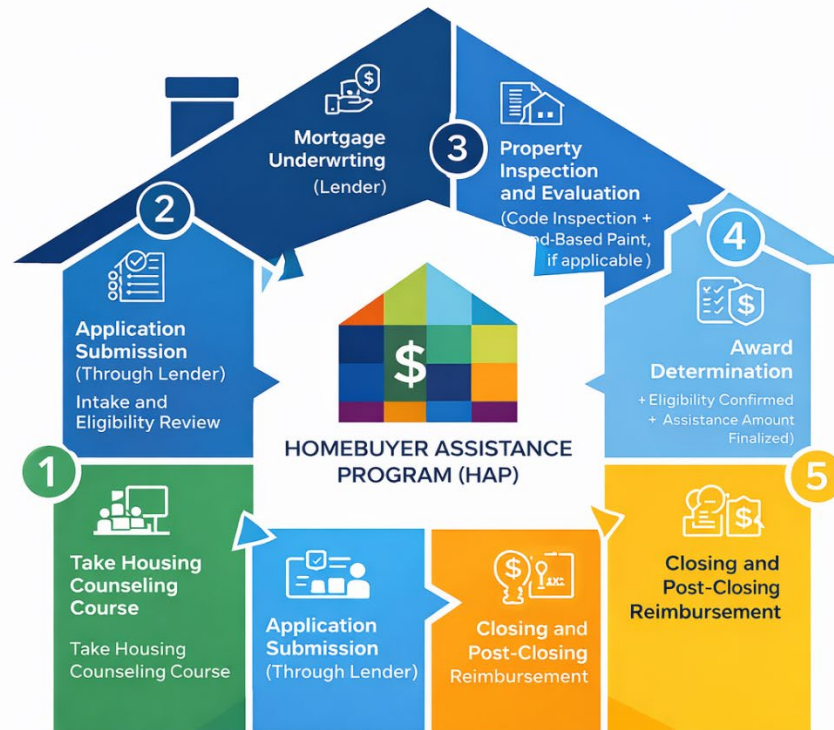 $
Mortgage
Underwrting
(Lender)
3
Property
Inspection
and Evaluation
(Code Inspection +
-Based Paint,
if applicable)
2
Application
Submission
(Through Lender)
Intake and
Eligibility Review
4
$
Award
Determination
+Eligibility Confirmed
+ Assistance Amount
Finalized)
$
HOMEBUYER ASSISTANCE
PROGRAM (HAP)
1
Take Housing
Counseling
Course
Take Housing
Counseling Course
Application
Submission
(Through Lender)
$
Closing and
Post-Closing
Reimbursement
5
$
Closing and
Post-Closing
Reimbursement